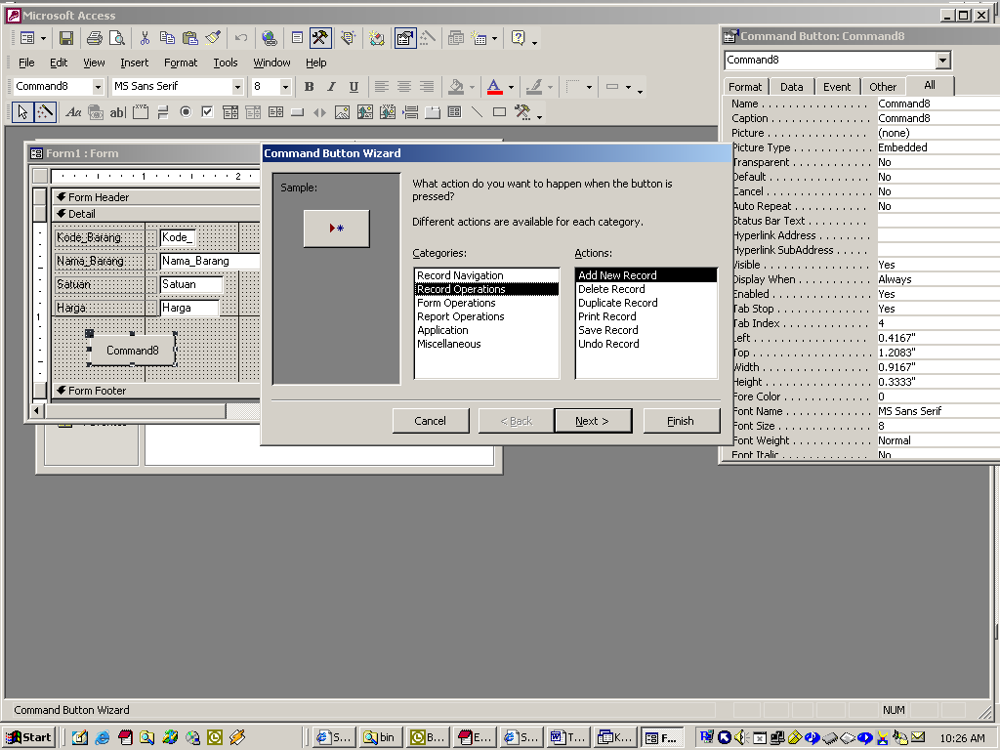 Microsoft Access
File Edit View Insert Format Tools Window Help
Command8 MS Sans Serif 8 B I U
Form1 : Form
Form Header
Detail
Kode_Barang Kode_
Nama_Barang Nama_Barang
Satuan Satuan
Harga Harga
Command8
Form Footer
Command Button Wizard
Sample:
What action do you want to happen when the button is
pressed?
Different actions are available for each category.
Categories:
Record Navigation
Record Operations
Form Operations
Report Operations
Application
Miscellaneous
Actions:
Add New Record
Delete Record
Duplicate Record
Print Record
Save Record
Undo Record
Cancel < Back Next > Finish
Command Button: Command8
Command8
Format Data Event Other All
Name . . . . . . . . . . . . . . . Command8
Caption . . . . . . . . . . . . . . Command8
Picture . . . . . . . . . . . . . . (none)
Picture Type . . . . . . . . . . . Embedded
Transparent . . . . . . . . . . . No
Default . . . . . . . . . . . . . . No
Cancel . . . . . . . . . . . . . . No
Auto Repeat . . . . . . . . . . . No
Status Bar Text . . . . . . . . .
Hyperlink Address . . . . . . .
Hyperlink SubAddress . . . . .
Visible . . . . . . . . . . . . . . . Yes
Display When . . . . . . . . . . Always
Enabled . . . . . . . . . . . . . . Yes
Tab Stop . . . . . . . . . . . . . Yes
Tab Index . . . . . . . . . . . . 4
Left . . . . . . . . . . . . . . . . 0.4167"
Top . . . . . . . . . . . . . . . . 1.2083"
Width . . . . . . . . . . . . . . . 0.9167"
Height . . . . . . . . . . . . . . 0.3333"
Fore Color . . . . . . . . . . . . 0
Font Name . . . . . . . . . . . . MS Sans Serif
Font Size . . . . . . . . . . . . . 8
Font Weight . . . . . . . . . . . Normal
Font Italic . . . . . . . . . . . . No
Command Button Wizard
NUM
Start S... bin B... E... S... T... K... F... 10:26 AM